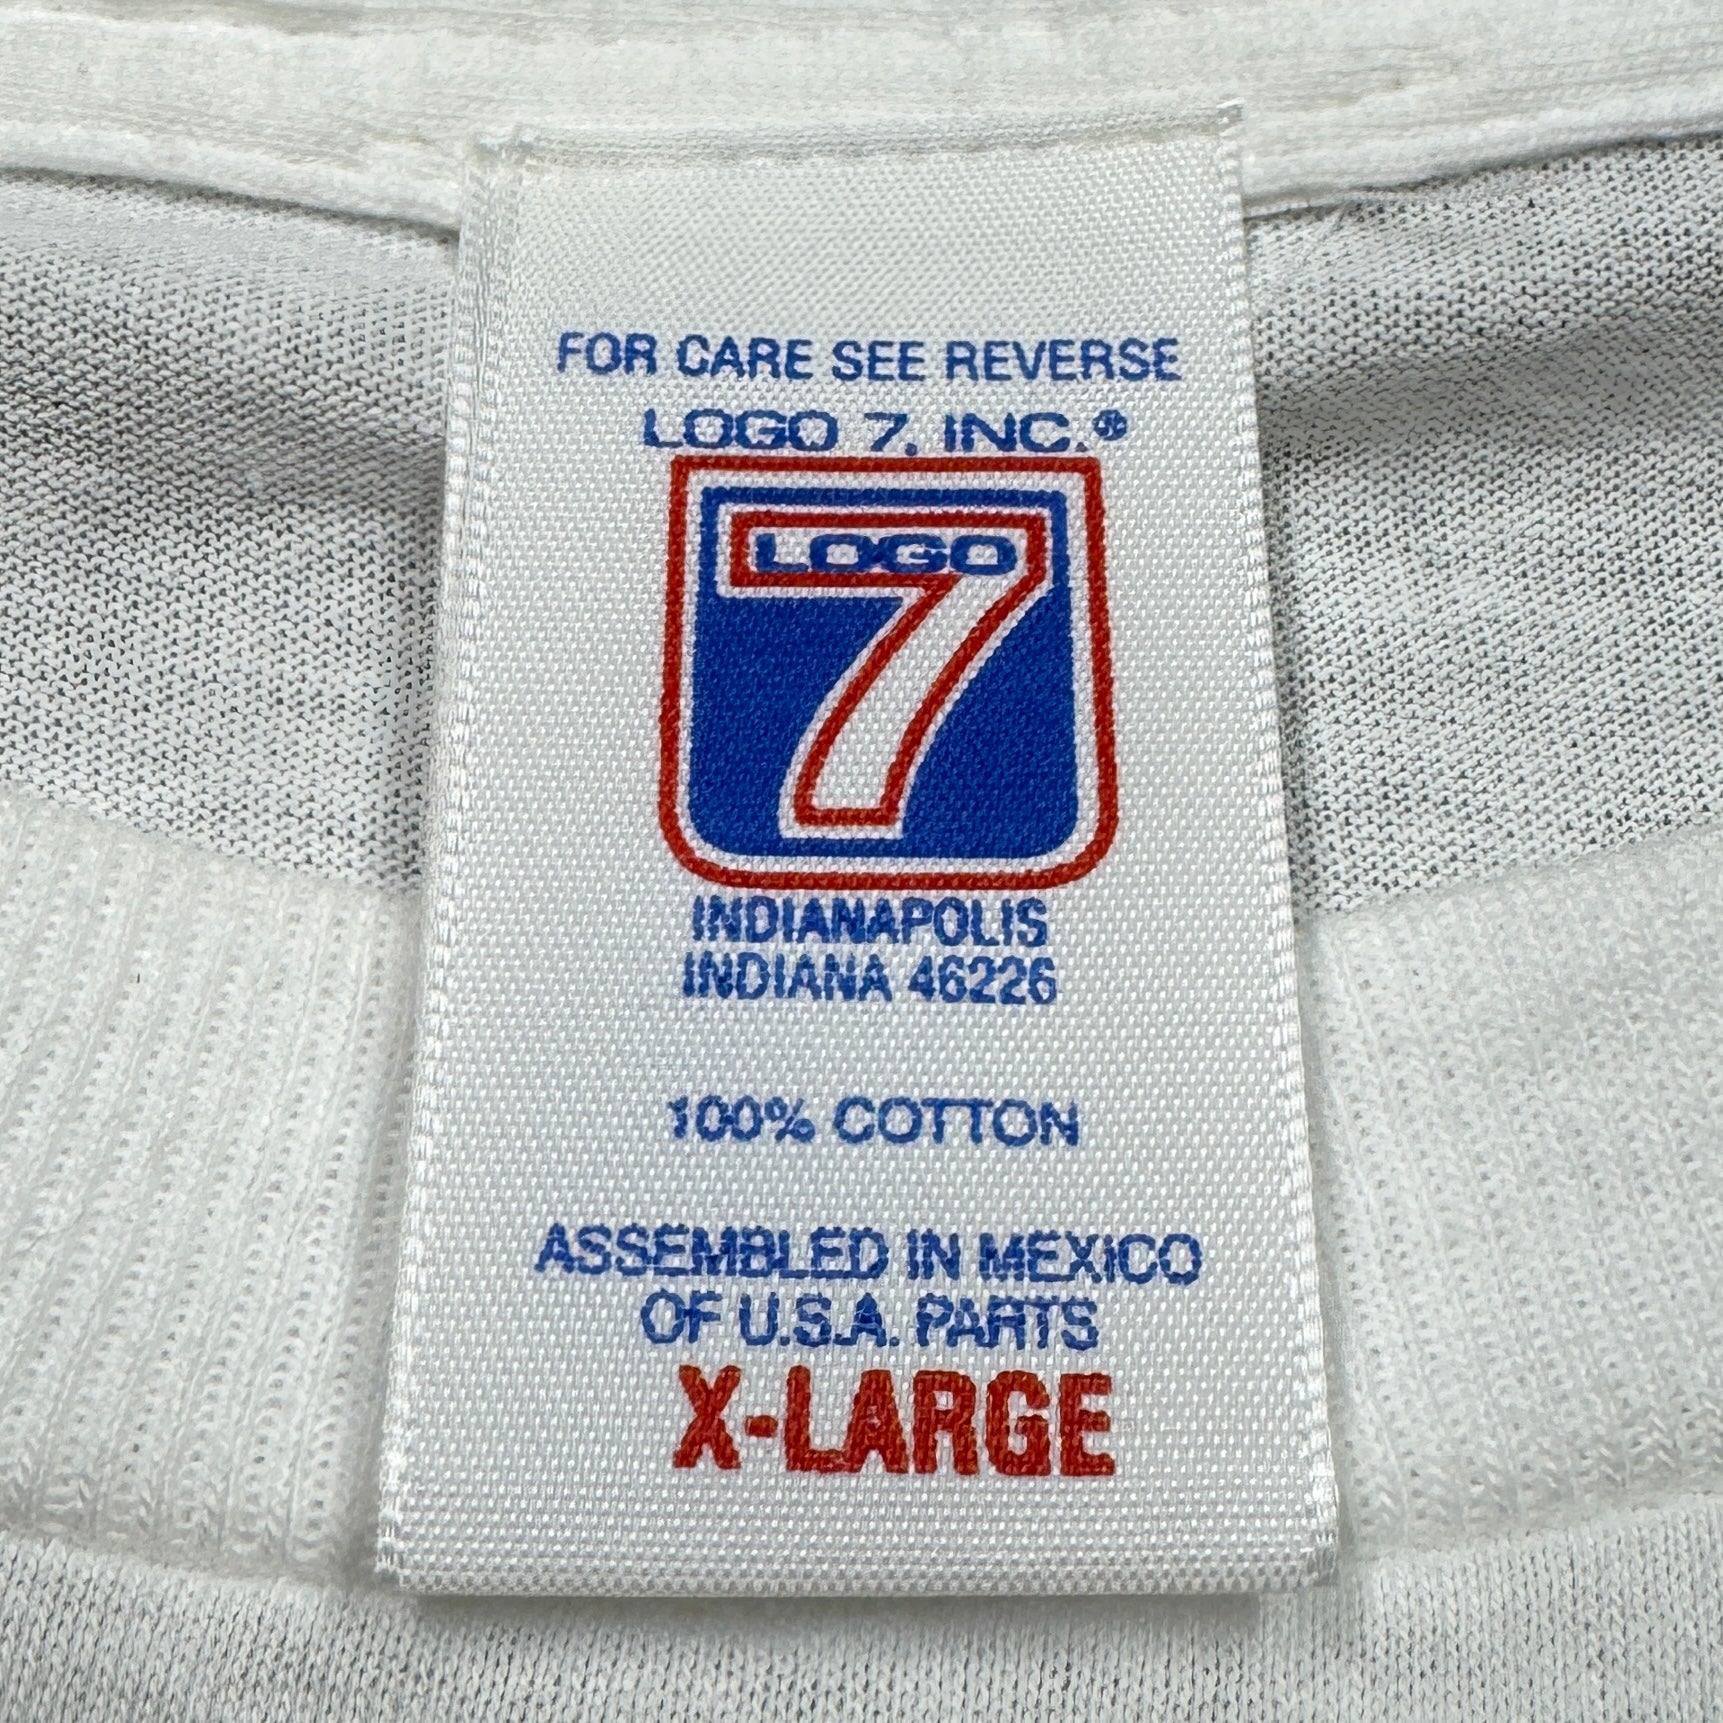 FOR CARE SEE REVERSE
LOGO 7, INC.®
LOGO
7
INDIANAPOLIS
INDIANA 46226
100% COTTON
ASSEMBLED IN MEXICO
OF U.S.A. PARTS
X-LARGE